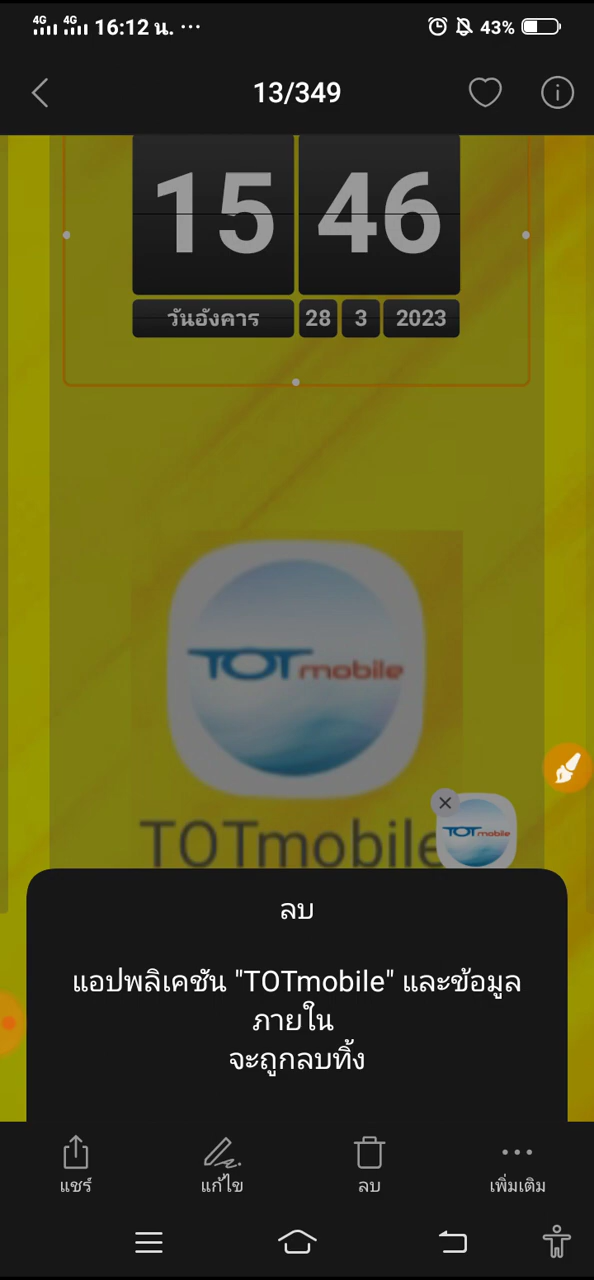 4G 4G 16:12 น. ... 43%
13/349
15 46
วันอังคาร 28 3 2023
TOTmobile
TOTmobile
TOTmobile
ลบ
แอปพลิเคชัน "TOTmobile" และข้อมูล
ภายใน
จะถูกลบทิ้ง
แชร์ แก้ไข ลบ เพิ่มเติม